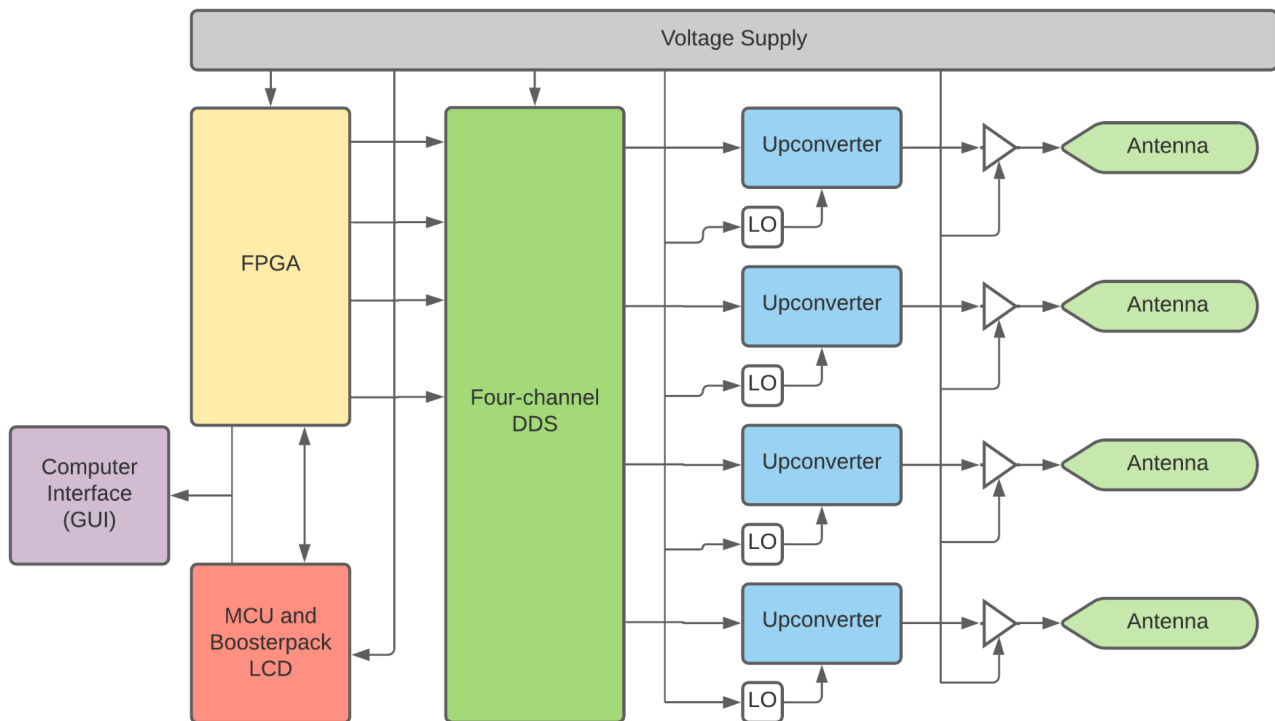 Voltage Supply
FPGA
Four-channel
DDS
Upconverter
LO
Antenna
Upconverter
LO
Antenna
Upconverter
LO
Antenna
Upconverter
LO
Antenna
Computer
Interface
(GUI)
MCU and
Boosterpack
LCD